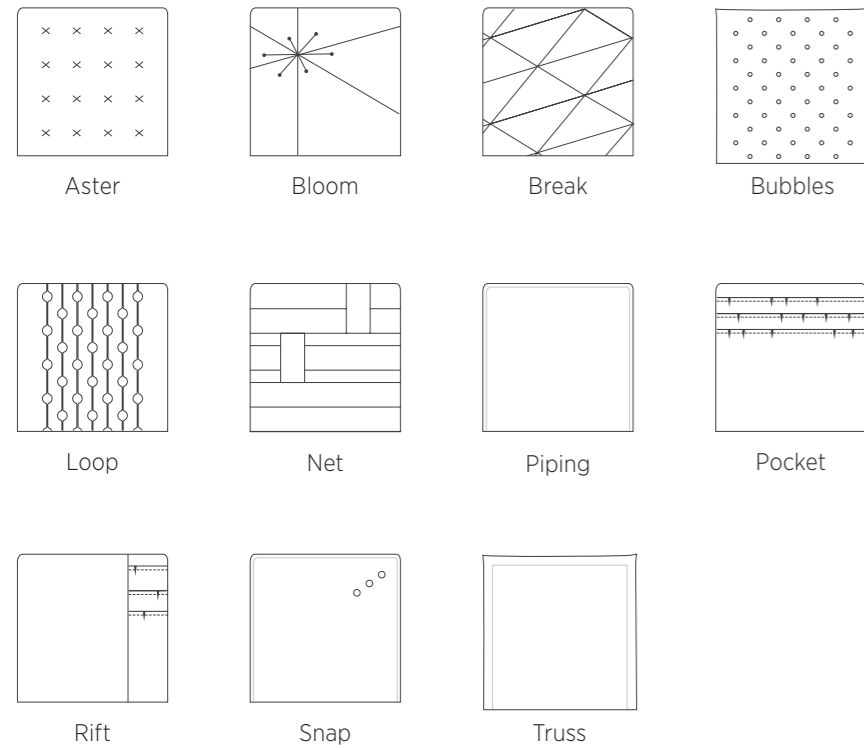 Aster
Bloom
Break
Bubbles
Loop
Net
Piping
Pocket
Rift
Snap
Truss